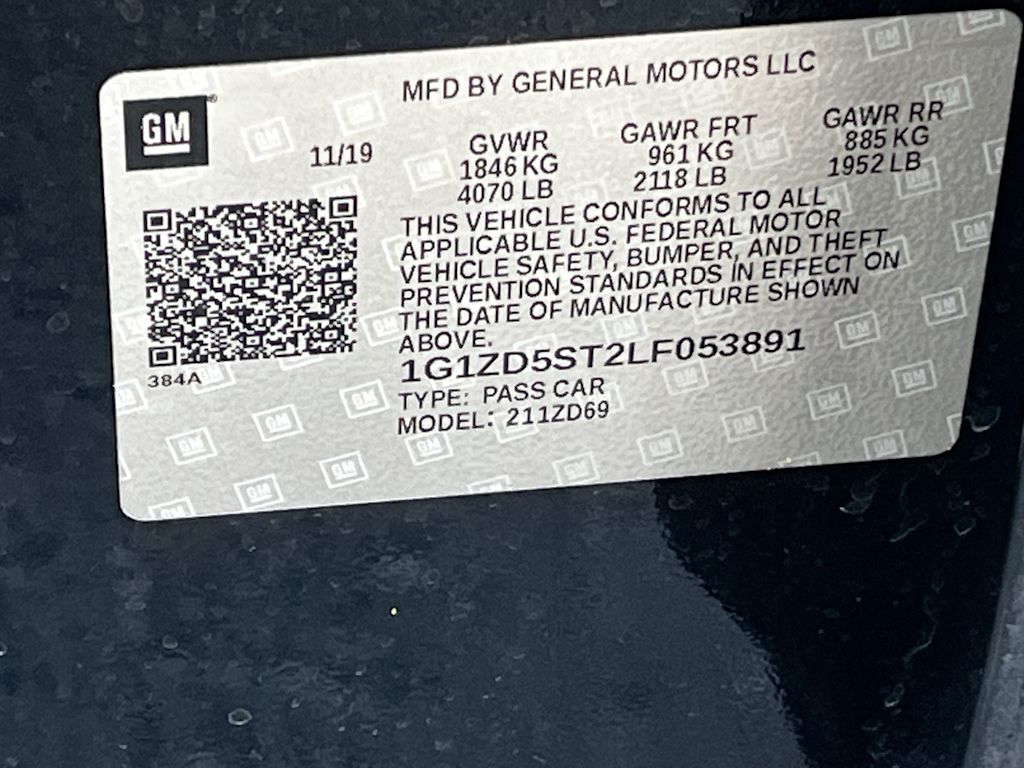 MFD BY GENERAL MOTORS LLC
GM
11/19
GVWR GAWR FRT GAWR RR
1846 KG 961 KG 885 KG
4070 LB 2118 LB 1952 LB
THIS VEHICLE CONFORMS TO ALL
APPLICABLE U.S. FEDERAL MOTOR
VEHICLE SAFETY, BUMPER, AND THEFT
PREVENTION STANDARDS IN EFFECT ON
THE DATE OF MANUFACTURE SHOWN
ABOVE.
384A
1G1ZD5ST2LF053891
TYPE: PASS CAR
MODEL: 211ZD69